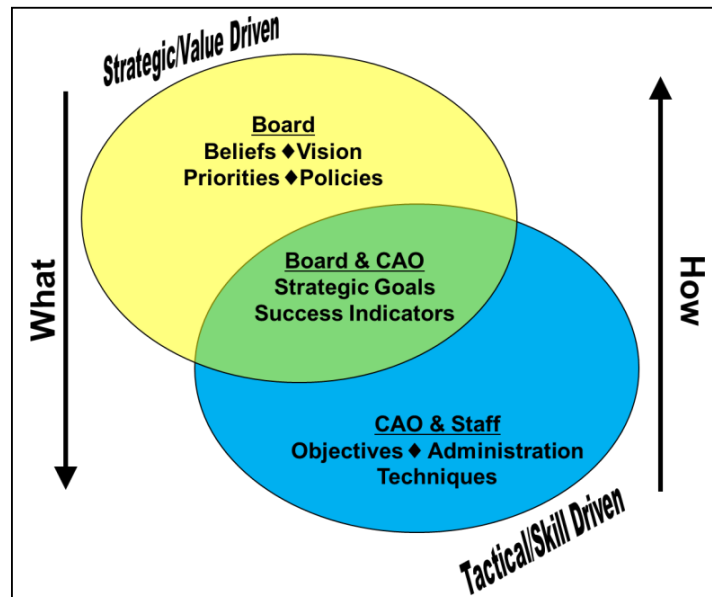 Strategic/Value Driven
Board
Beliefs ♦Vision
Priorities ♦Policies
What
How
Board & CAO
Strategic Goals
Success Indicators
CAO & Staff
Objectives ♦ Administration
Techniques
Tactical/Skill Driven